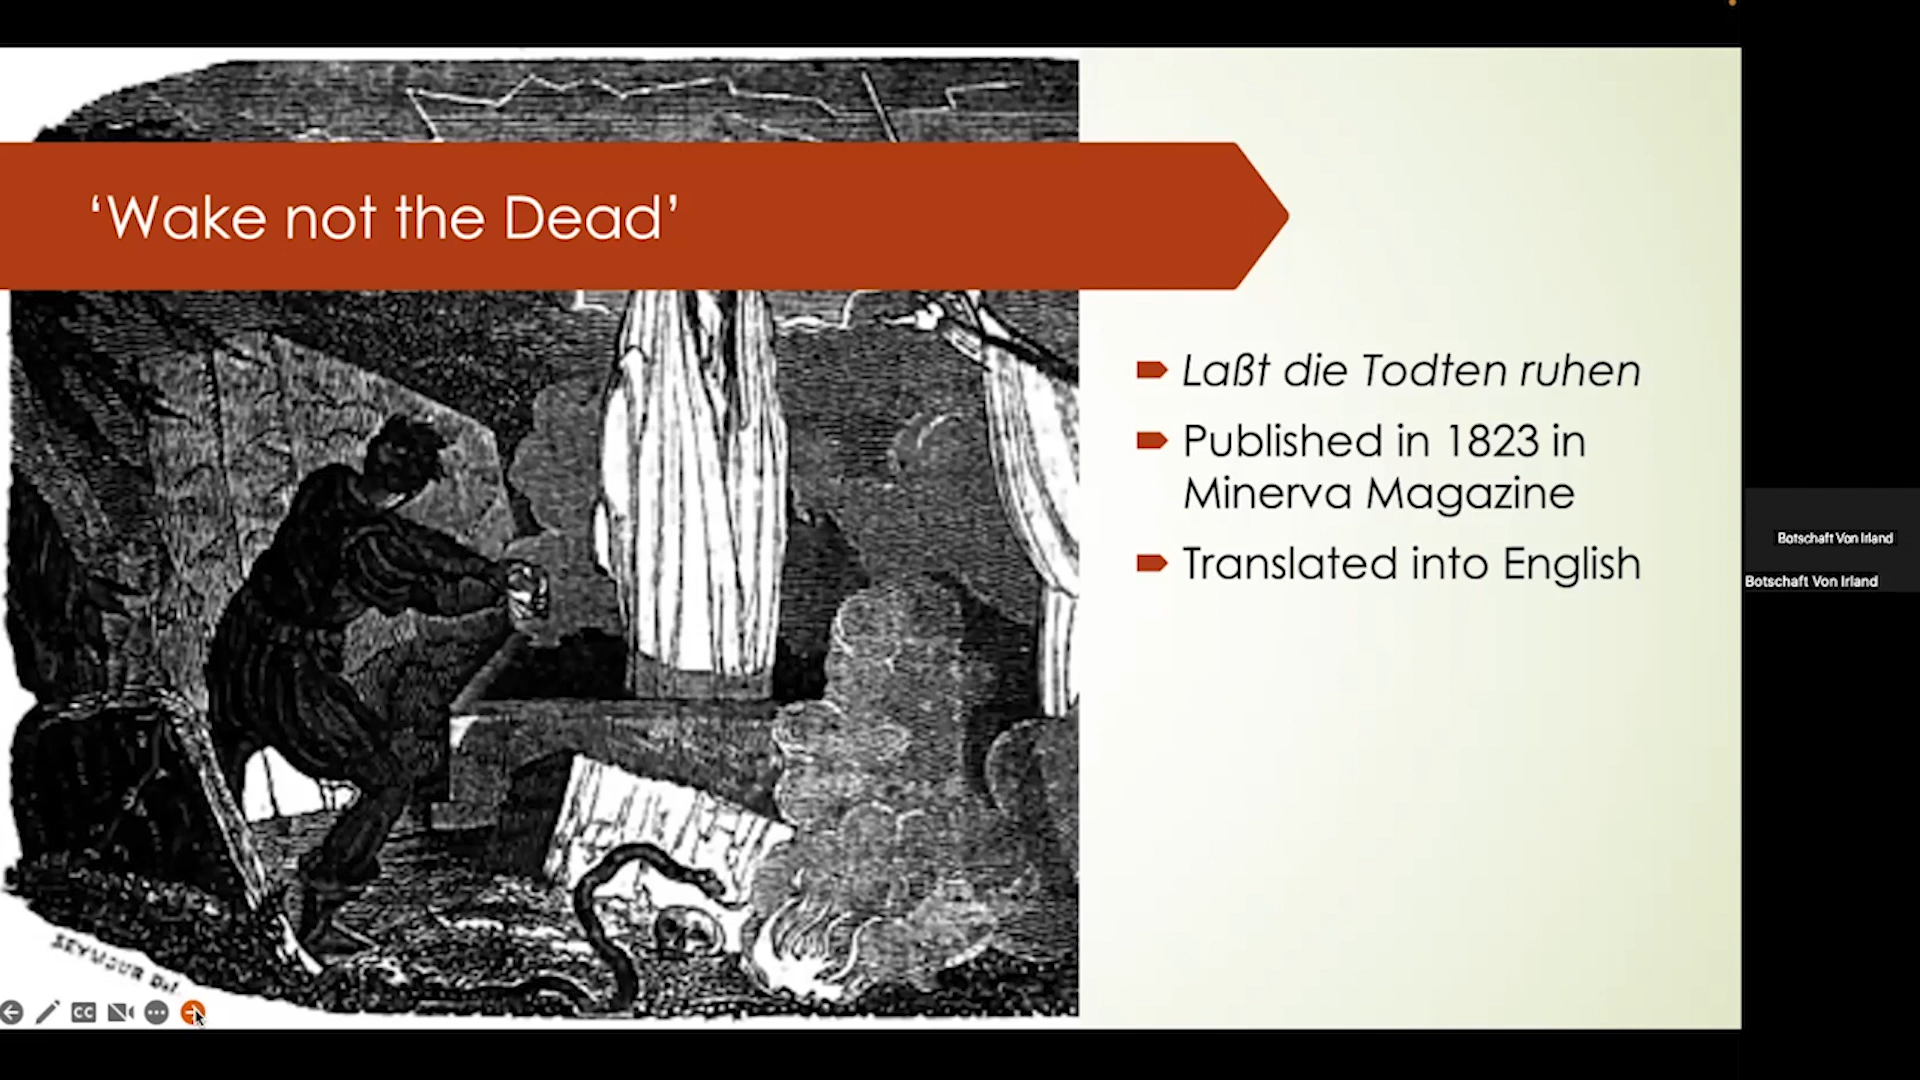 ‘Wake not the Dead’
Laßt die Todten ruhen
Published in 1823 in
Minerva Magazine
Translated into English
Botschaft Von Irland
Botschaft Von Irland
SEYMOUR Del.
CC